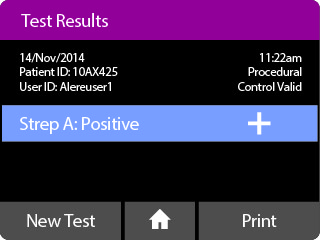 Test Results
14/Nov/2014 11:22am
Patient ID: 10AX425 Procedural
User ID: Alereuser1 Control Valid
Strep A: Positive +
New Test Print